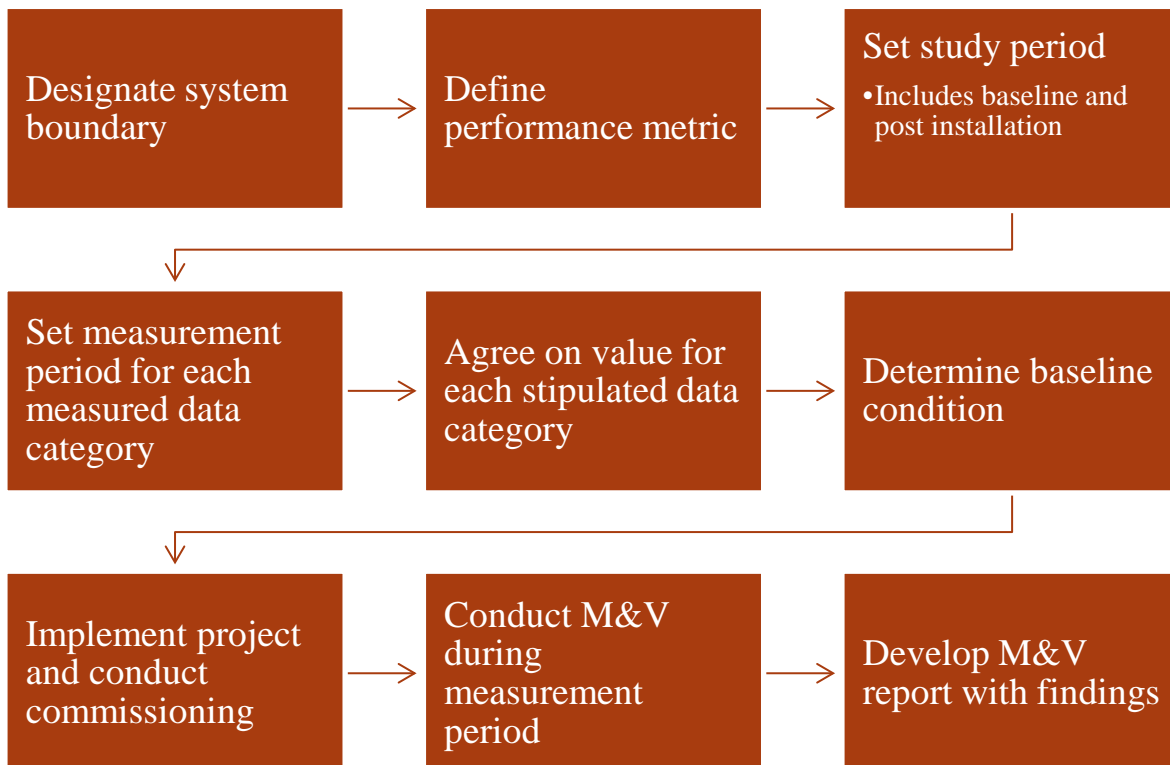 Designate system
boundary
Define
performance metric
Set study period
•Includes baseline and
post installation
Set measurement
period for each
measured data
category
Agree on value for
each stipulated data
category
Determine baseline
condition
Implement project
and conduct
commissioning
Conduct M&V
during
measurement
period
Develop M&V
report with findings